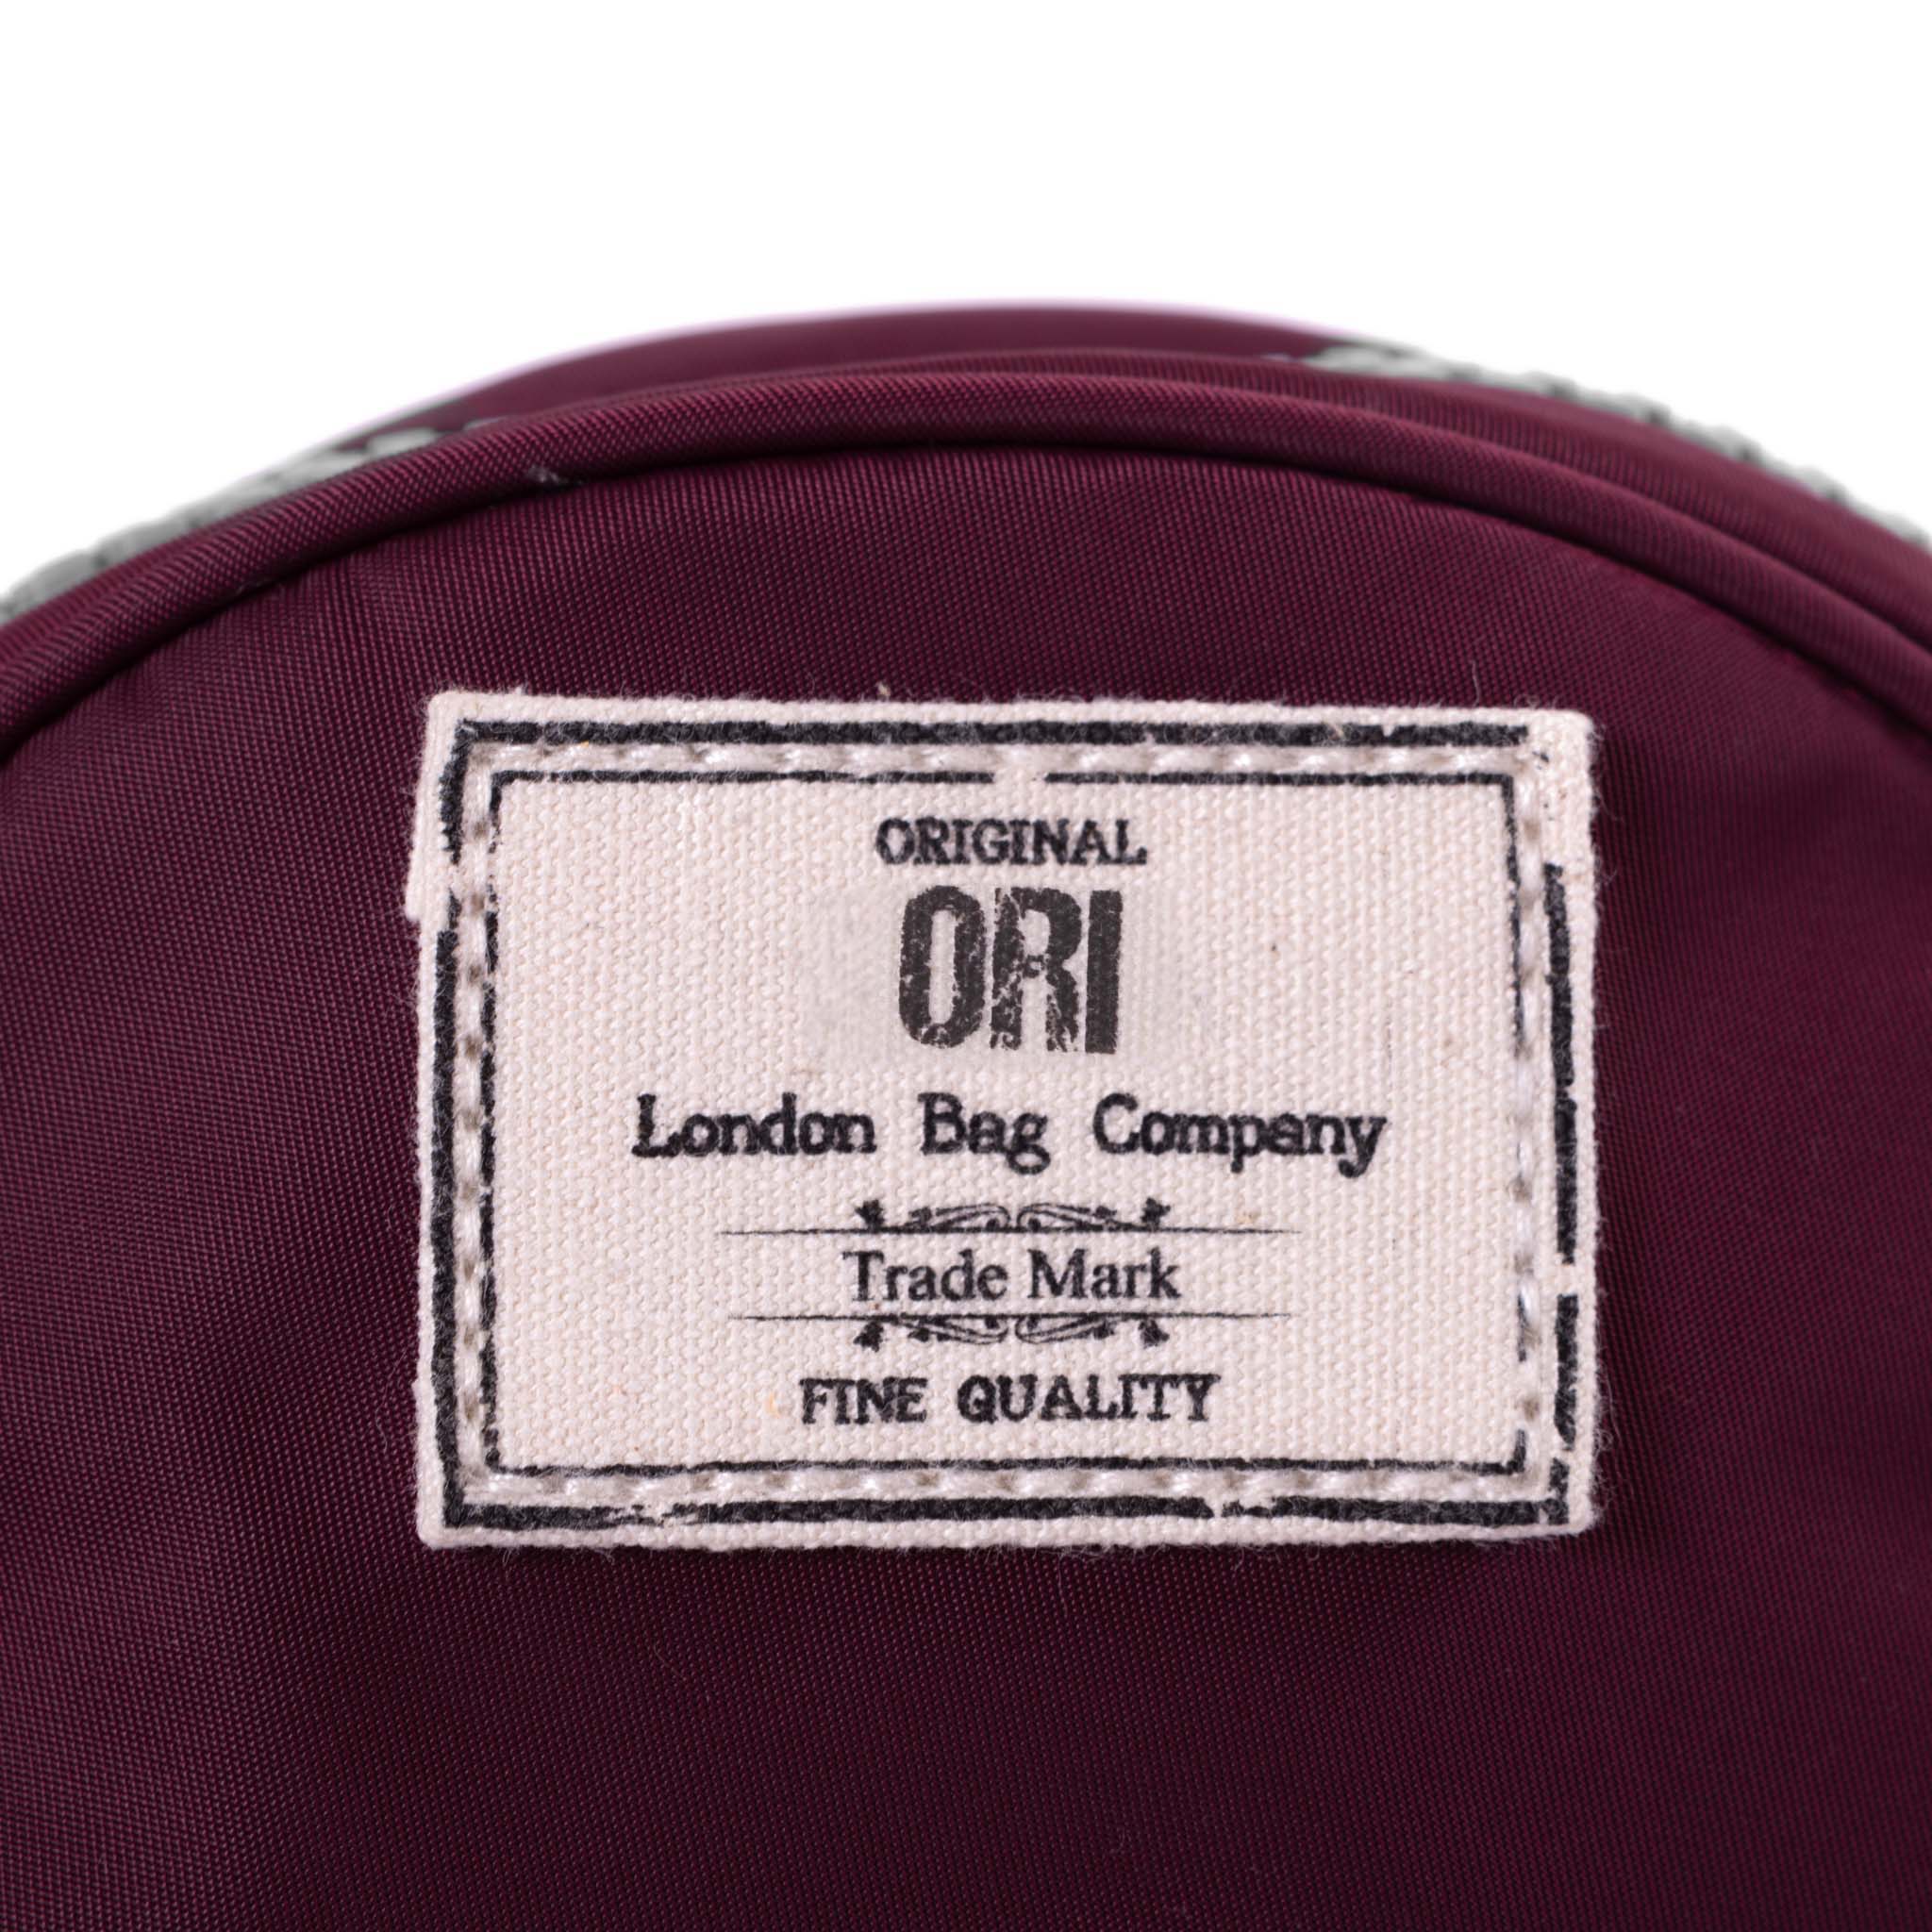 ORIGINAL
ORI
London Bag Company
Trade Mark
FINE QUALITY